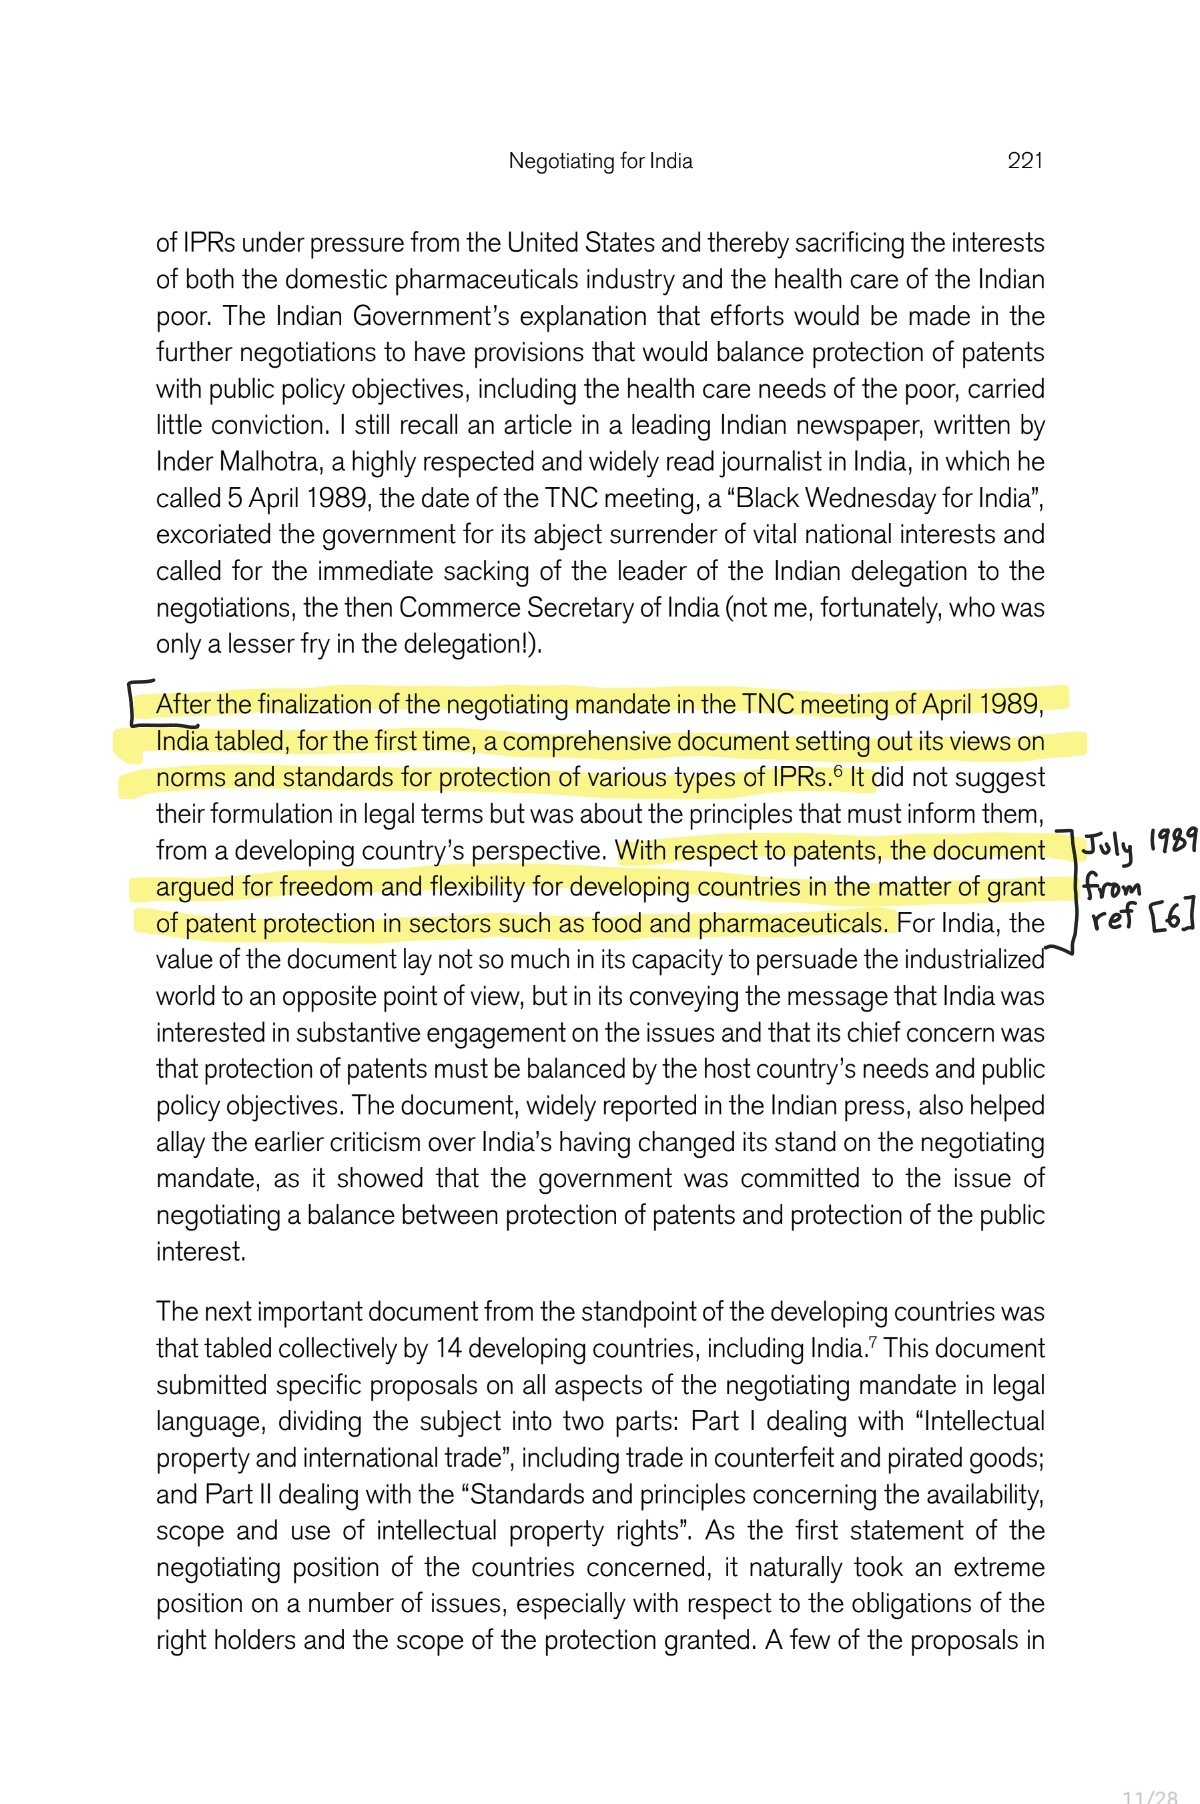 Negotiating for India 221
of IPRs under pressure from the United States and thereby sacrificing the interests
of both the domestic pharmaceuticals industry and the health care of the Indian
poor. The Indian Government’s explanation that efforts would be made in the
further negotiations to have provisions that would balance protection of patents
with public policy objectives, including the health care needs of the poor, carried
little conviction. I still recall an article in a leading Indian newspaper, written by
Inder Malhotra, a highly respected and widely read journalist in India, in which he
called 5 April 1989, the date of the TNC meeting, a “Black Wednesday for India”,
excoriated the government for its abject surrender of vital national interests and
called for the immediate sacking of the leader of the Indian delegation to the
negotiations, the then Commerce Secretary of India (not me, fortunately, who was
only a lesser fry in the delegation!).
After the finalization of the negotiating mandate in the TNC meeting of April 1989,
India tabled, for the first time, a comprehensive document setting out its views on
norms and standards for protection of various types of IPRs.⁶ It did not suggest
their formulation in legal terms but was about the principles that must inform them,
from a developing country’s perspective. With respect to patents, the document
argued for freedom and flexibility for developing countries in the matter of grant
of patent protection in sectors such as food and pharmaceuticals. For India, the
value of the document lay not so much in its capacity to persuade the industrialized
world to an opposite point of view, but in its conveying the message that India was
interested in substantive engagement on the issues and that its chief concern was
that protection of patents must be balanced by the host country’s needs and public
policy objectives. The document, widely reported in the Indian press, also helped
allay the earlier criticism over India’s having changed its stand on the negotiating
mandate, as it showed that the government was committed to the issue of
negotiating a balance between protection of patents and protection of the public
interest.
July 1989
from
ref [6]
The next important document from the standpoint of the developing countries was
that tabled collectively by 14 developing countries, including India.⁷ This document
submitted specific proposals on all aspects of the negotiating mandate in legal
language, dividing the subject into two parts: Part I dealing with “Intellectual
property and international trade”, including trade in counterfeit and pirated goods;
and Part II dealing with the “Standards and principles concerning the availability,
scope and use of intellectual property rights”. As the first statement of the
negotiating position of the countries concerned, it naturally took an extreme
position on a number of issues, especially with respect to the obligations of the
right holders and the scope of the protection granted. A few of the proposals in
11/28